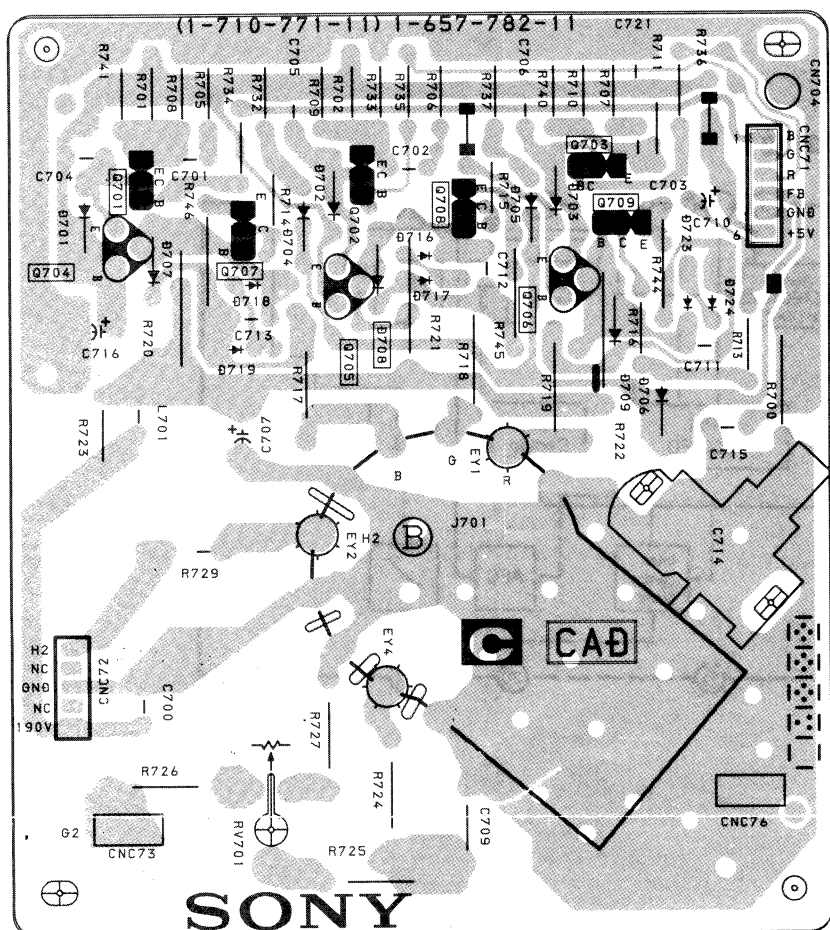 (1-710-771-11) 1-657-782-11
C721
R741
R701
R708
R705
R734
R732
C705
R709
R702
R733
R735
R706
R737
C706
R740
R710
R707
R711
R736
CN704
CNC71
B
G
R
FB
GND
+5V
1
6
C704
Q701
E
C
B
C701
R746
E
C
B
Q707
R714
D704
D702
Q702
E
C
B
C702
Q708
E
C
B
R715
D705
Q703
B
C
E
D703
C703
Q709
B
C
E
C710
D725
D724
D701
Q704
E
B
D707
D718
C713
D719
E
B
D716
D717
D708
Q705
C712
E
B
Q706
R744
R716
C716
R720
R721
R745
R718
R717
R719
D709
D706
C711
R713
R700
R723
L701
C707
B
G
EY1
R
R722
C715
EY2
H2
B
J701
C714
R729
EY4
C
CAD
H2
NC
GND
NC
190V
CNC72
C700
R727
R726
R724
G2
CNC73
RV701
R725
C709
CNC76
SONY